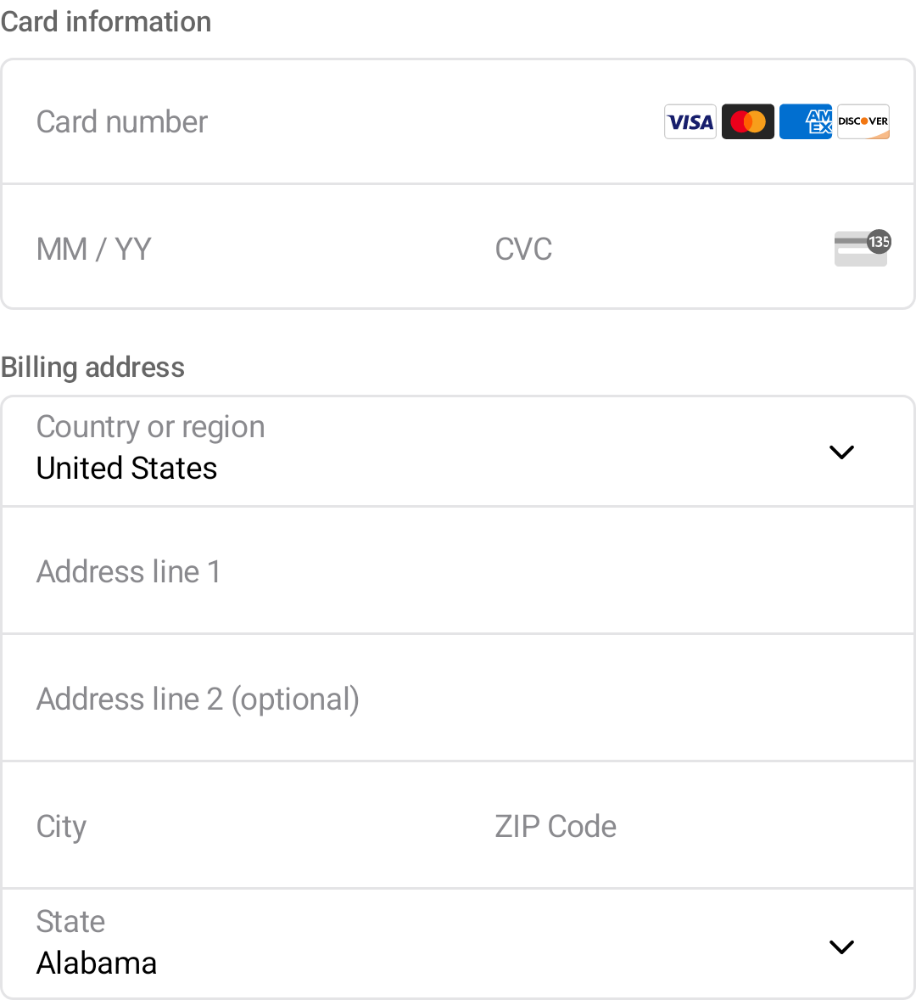 Card information
Card number VISA AM EX DISCOVER
MM / YY CVC 135
Billing address
Country or region
United States
Address line 1
Address line 2 (optional)
City ZIP Code
State
Alabama